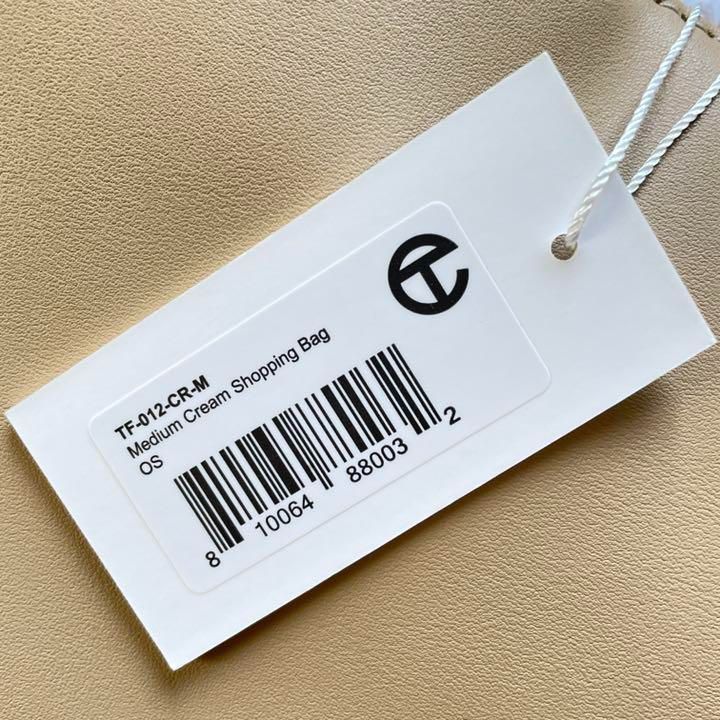 TF-012-CR-M
Medium Cream Shopping Bag
OS
8 10064 88003 2